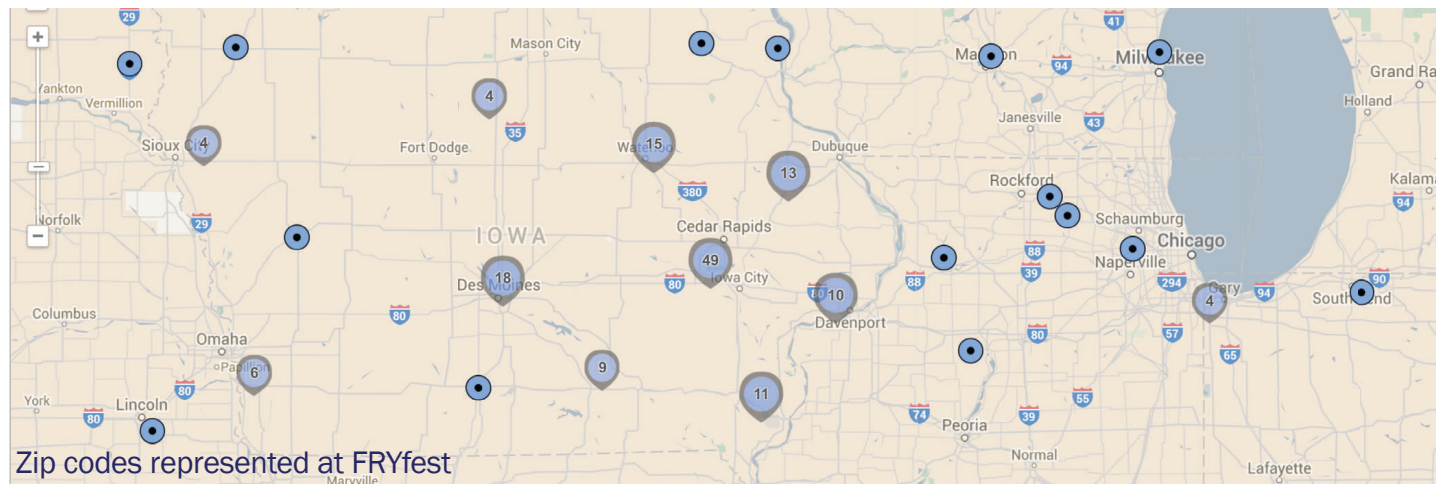 29
+
41
Mason City
Milwaukee
94
Grand Ra
Yankton
Vermillion
4
35
Holland
Janesville
43
4
Sioux City
Fort Dodge
15
Waterloo
Dubuque
13
Rockford
Kalama
380
94
Norfolk
29
IOWA
Cedar Rapids
Schaumburg
Chicago
88
49
18
Des Moines
80
Iowa City
80
10
88
39
Naperville
294
94
Gary
4
90
South Bend
Columbus
80
Davenport
Omaha
Papillion
6
9
80
57
65
80
11
York
Lincoln
80
74
39
55
Peoria
Normal
Zip codes represented at FRYfest
Maryville
Lafayette
−